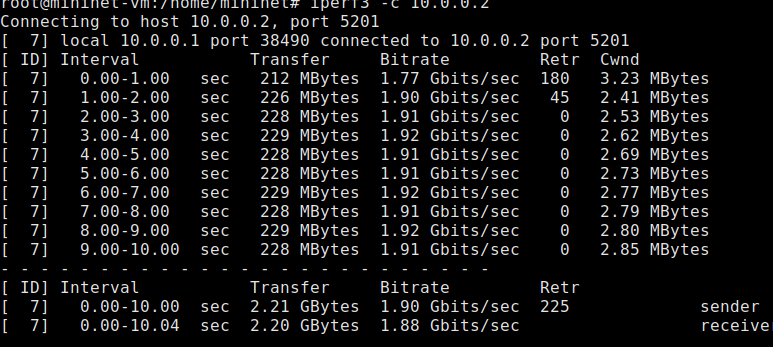 root@mininet-vm:/home/mininet# iperf3 -c 10.0.0.2
Connecting to host 10.0.0.2, port 5201
[  7] local 10.0.0.1 port 38490 connected to 10.0.0.2 port 5201
[ ID] Interval           Transfer     Bitrate         Retr  Cwnd
[  7]   0.00-1.00   sec   212 MBytes  1.77 Gbits/sec  180   3.23 MBytes
[  7]   1.00-2.00   sec   226 MBytes  1.90 Gbits/sec   45   2.41 MBytes
[  7]   2.00-3.00   sec   228 MBytes  1.91 Gbits/sec    0   2.53 MBytes
[  7]   3.00-4.00   sec   229 MBytes  1.92 Gbits/sec    0   2.62 MBytes
[  7]   4.00-5.00   sec   228 MBytes  1.91 Gbits/sec    0   2.69 MBytes
[  7]   5.00-6.00   sec   228 MBytes  1.91 Gbits/sec    0   2.73 MBytes
[  7]   6.00-7.00   sec   229 MBytes  1.92 Gbits/sec    0   2.77 MBytes
[  7]   7.00-8.00   sec   228 MBytes  1.91 Gbits/sec    0   2.79 MBytes
[  7]   8.00-9.00   sec   229 MBytes  1.92 Gbits/sec    0   2.80 MBytes
[  7]   9.00-10.00  sec   228 MBytes  1.91 Gbits/sec    0   2.85 MBytes
- - - - - - - - - - - - - - - - - - - - - - - - -
[ ID] Interval           Transfer     Bitrate         Retr
[  7]   0.00-10.00  sec  2.21 GBytes  1.90 Gbits/sec  225             sender
[  7]   0.00-10.04  sec  2.20 GBytes  1.88 Gbits/sec                  receive